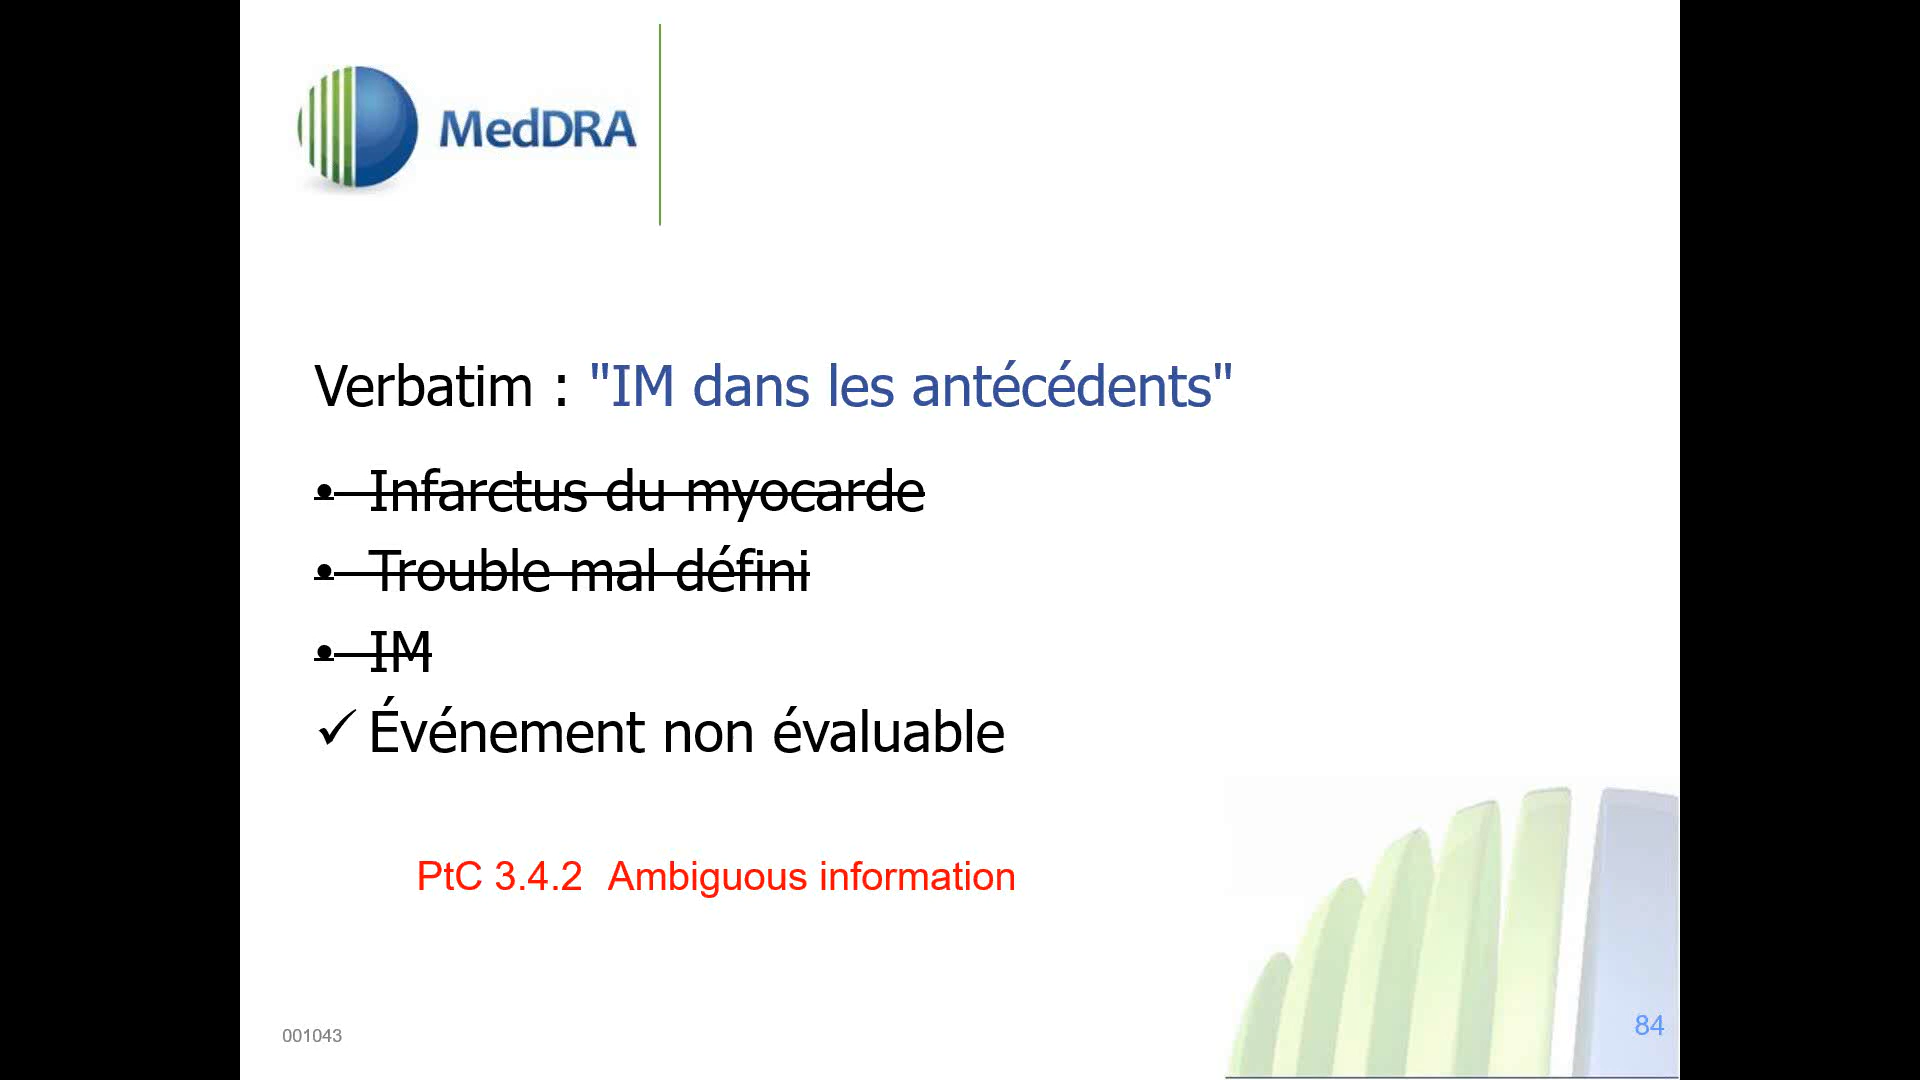 MedDRA
Verbatim : "IM dans les antécédents"
• Infarctus du myocarde
• Trouble mal défini
• IM
✓ Événement non évaluable
PtC 3.4.2 Ambiguous information
001043
84